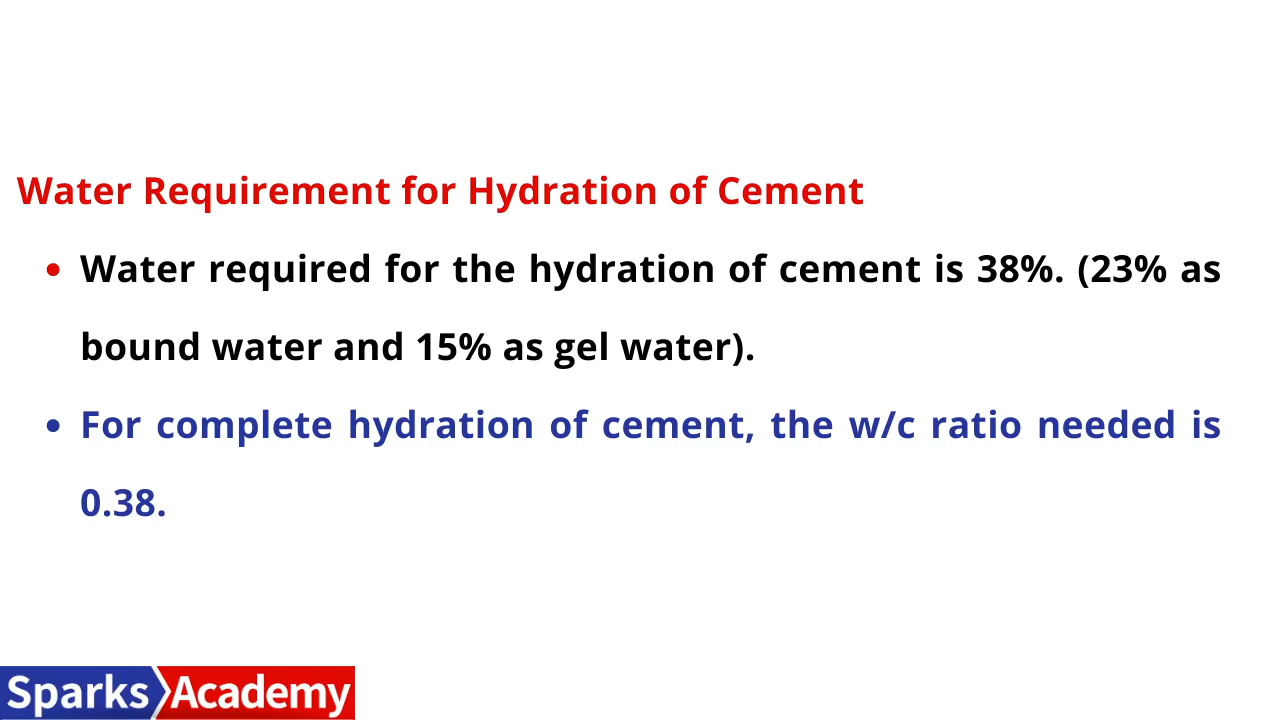 Water Requirement for Hydration of Cement
• Water required for the hydration of cement is 38%. (23% as
bound water and 15% as gel water).
• For complete hydration of cement, the w/c ratio needed is
0.38.
Sparks Academy